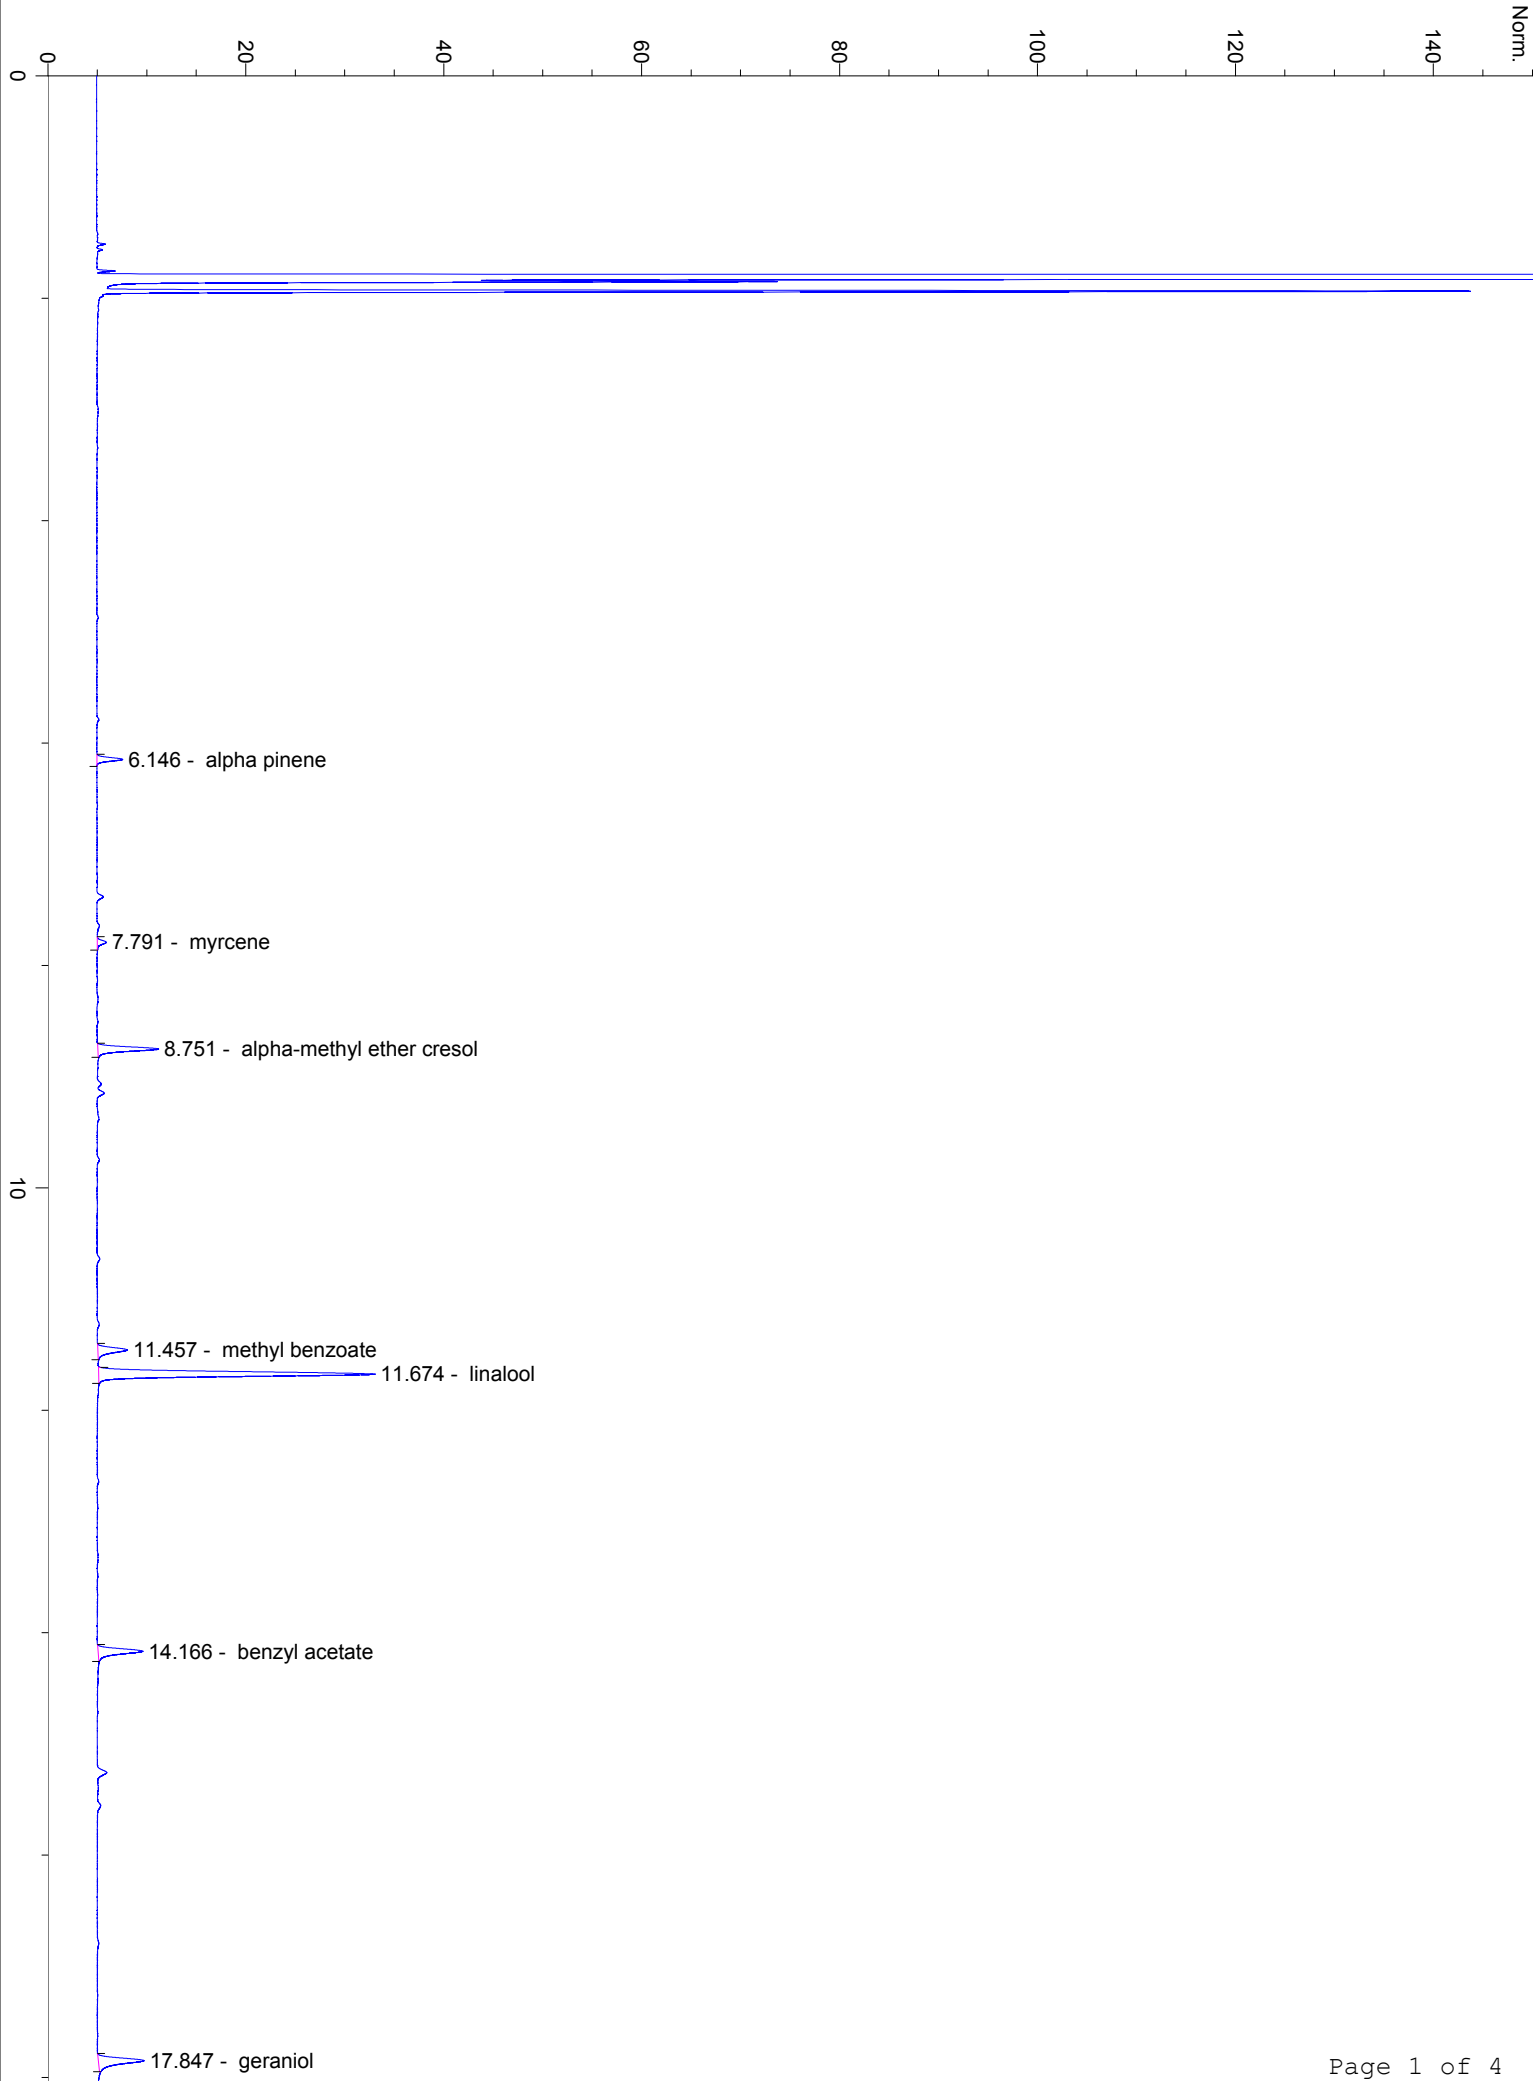 Norm.
0
20
40
60
80
100
120
140
0
6.146 - alpha pinene
7.791 - myrcene
8.751 - alpha-methyl ether cresol
10
11.457 - methyl benzoate
11.674 - linalool
14.166 - benzyl acetate
17.847 - geraniol
Page 1 of 4